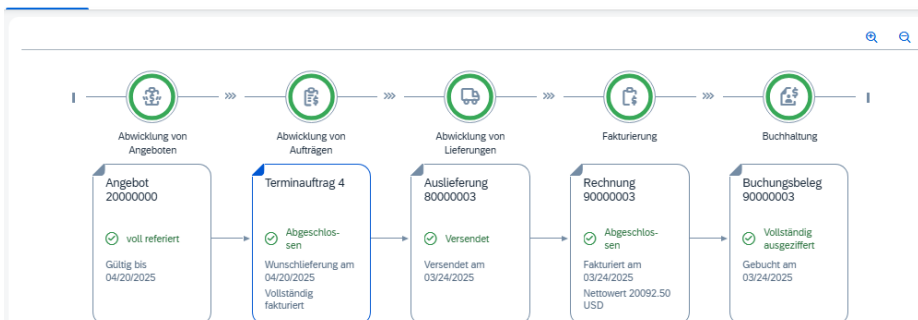 Abwicklung von
Angeboten
Abwicklung von
Aufträgen
Abwicklung von
Lieferungen
Fakturierung
Buchhaltung
Angebot
20000000
voll referiert
Gültig bis
04/20/2025
Terminauftrag 4
Abgeschlos-
sen
Wunschlieferung am
04/20/2025
Vollständig
fakturiert
Auslieferung
80000003
Versendet
Versendet am
03/24/2025
Rechnung
90000003
Abgeschlos-
sen
Fakturiert am
03/24/2025
Nettowert 20092.50
USD
Buchungsbeleg
90000003
Vollständig
ausgeziffert
Gebucht am
03/24/2025